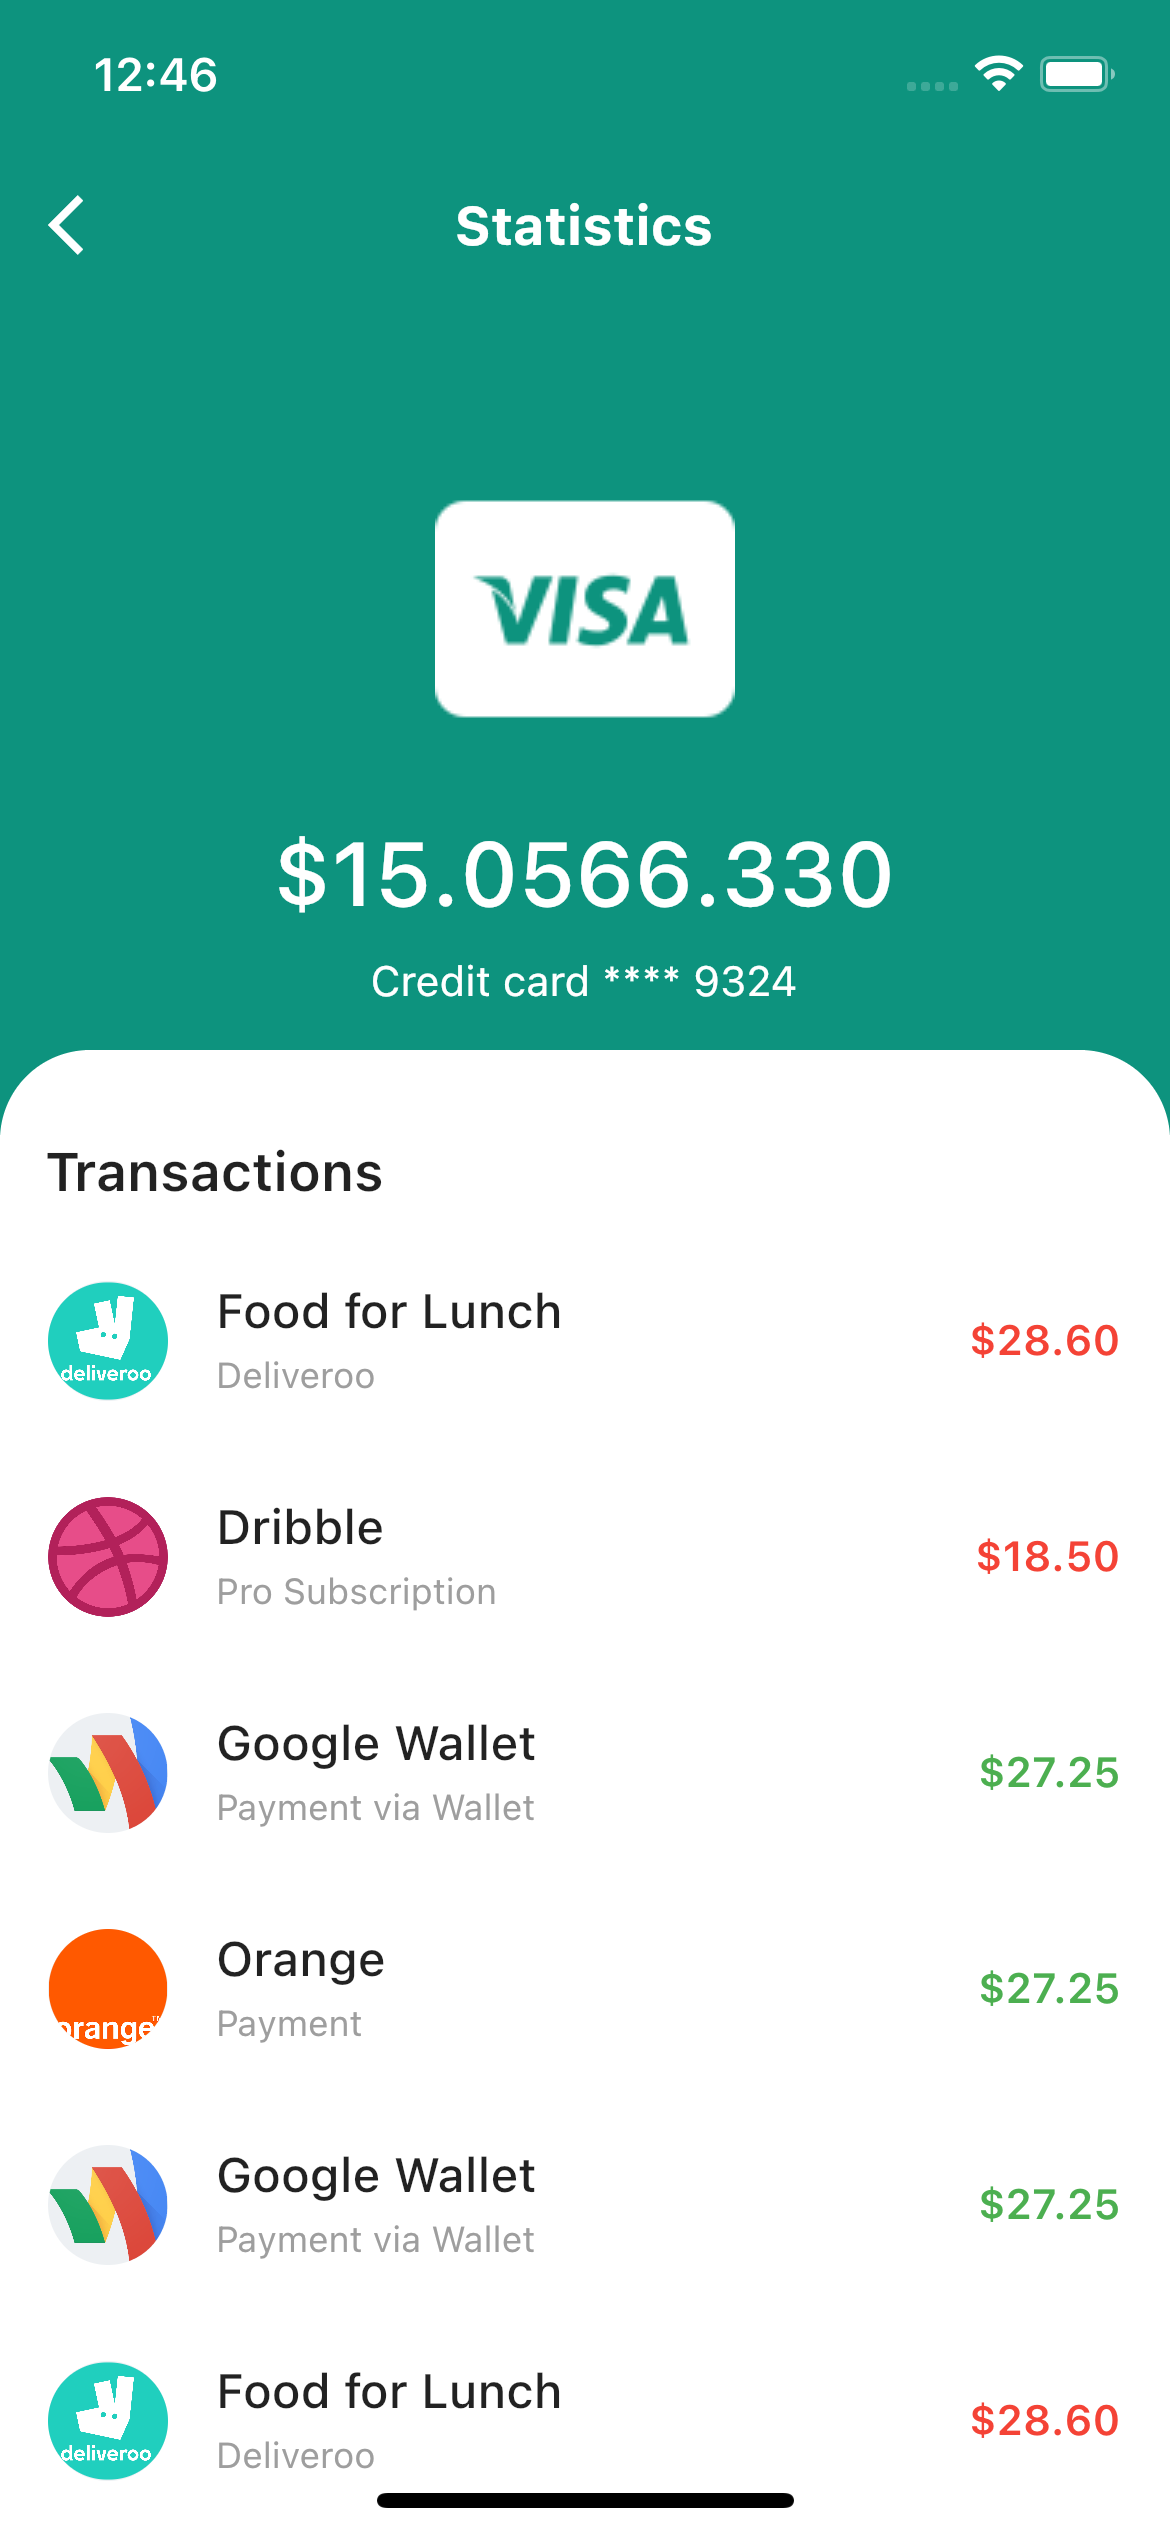 12:46
Statistics
VISA
$15.0566.330
Credit card **** 9324
Transactions
Food for Lunch
$28.60
Deliveroo
deliveroo
Dribble
$18.50
Pro Subscription
Google Wallet
$27.25
Payment via Wallet
Orange
$27.25
Payment
orange
Google Wallet
$27.25
Payment via Wallet
Food for Lunch
$28.60
Deliveroo
deliveroo